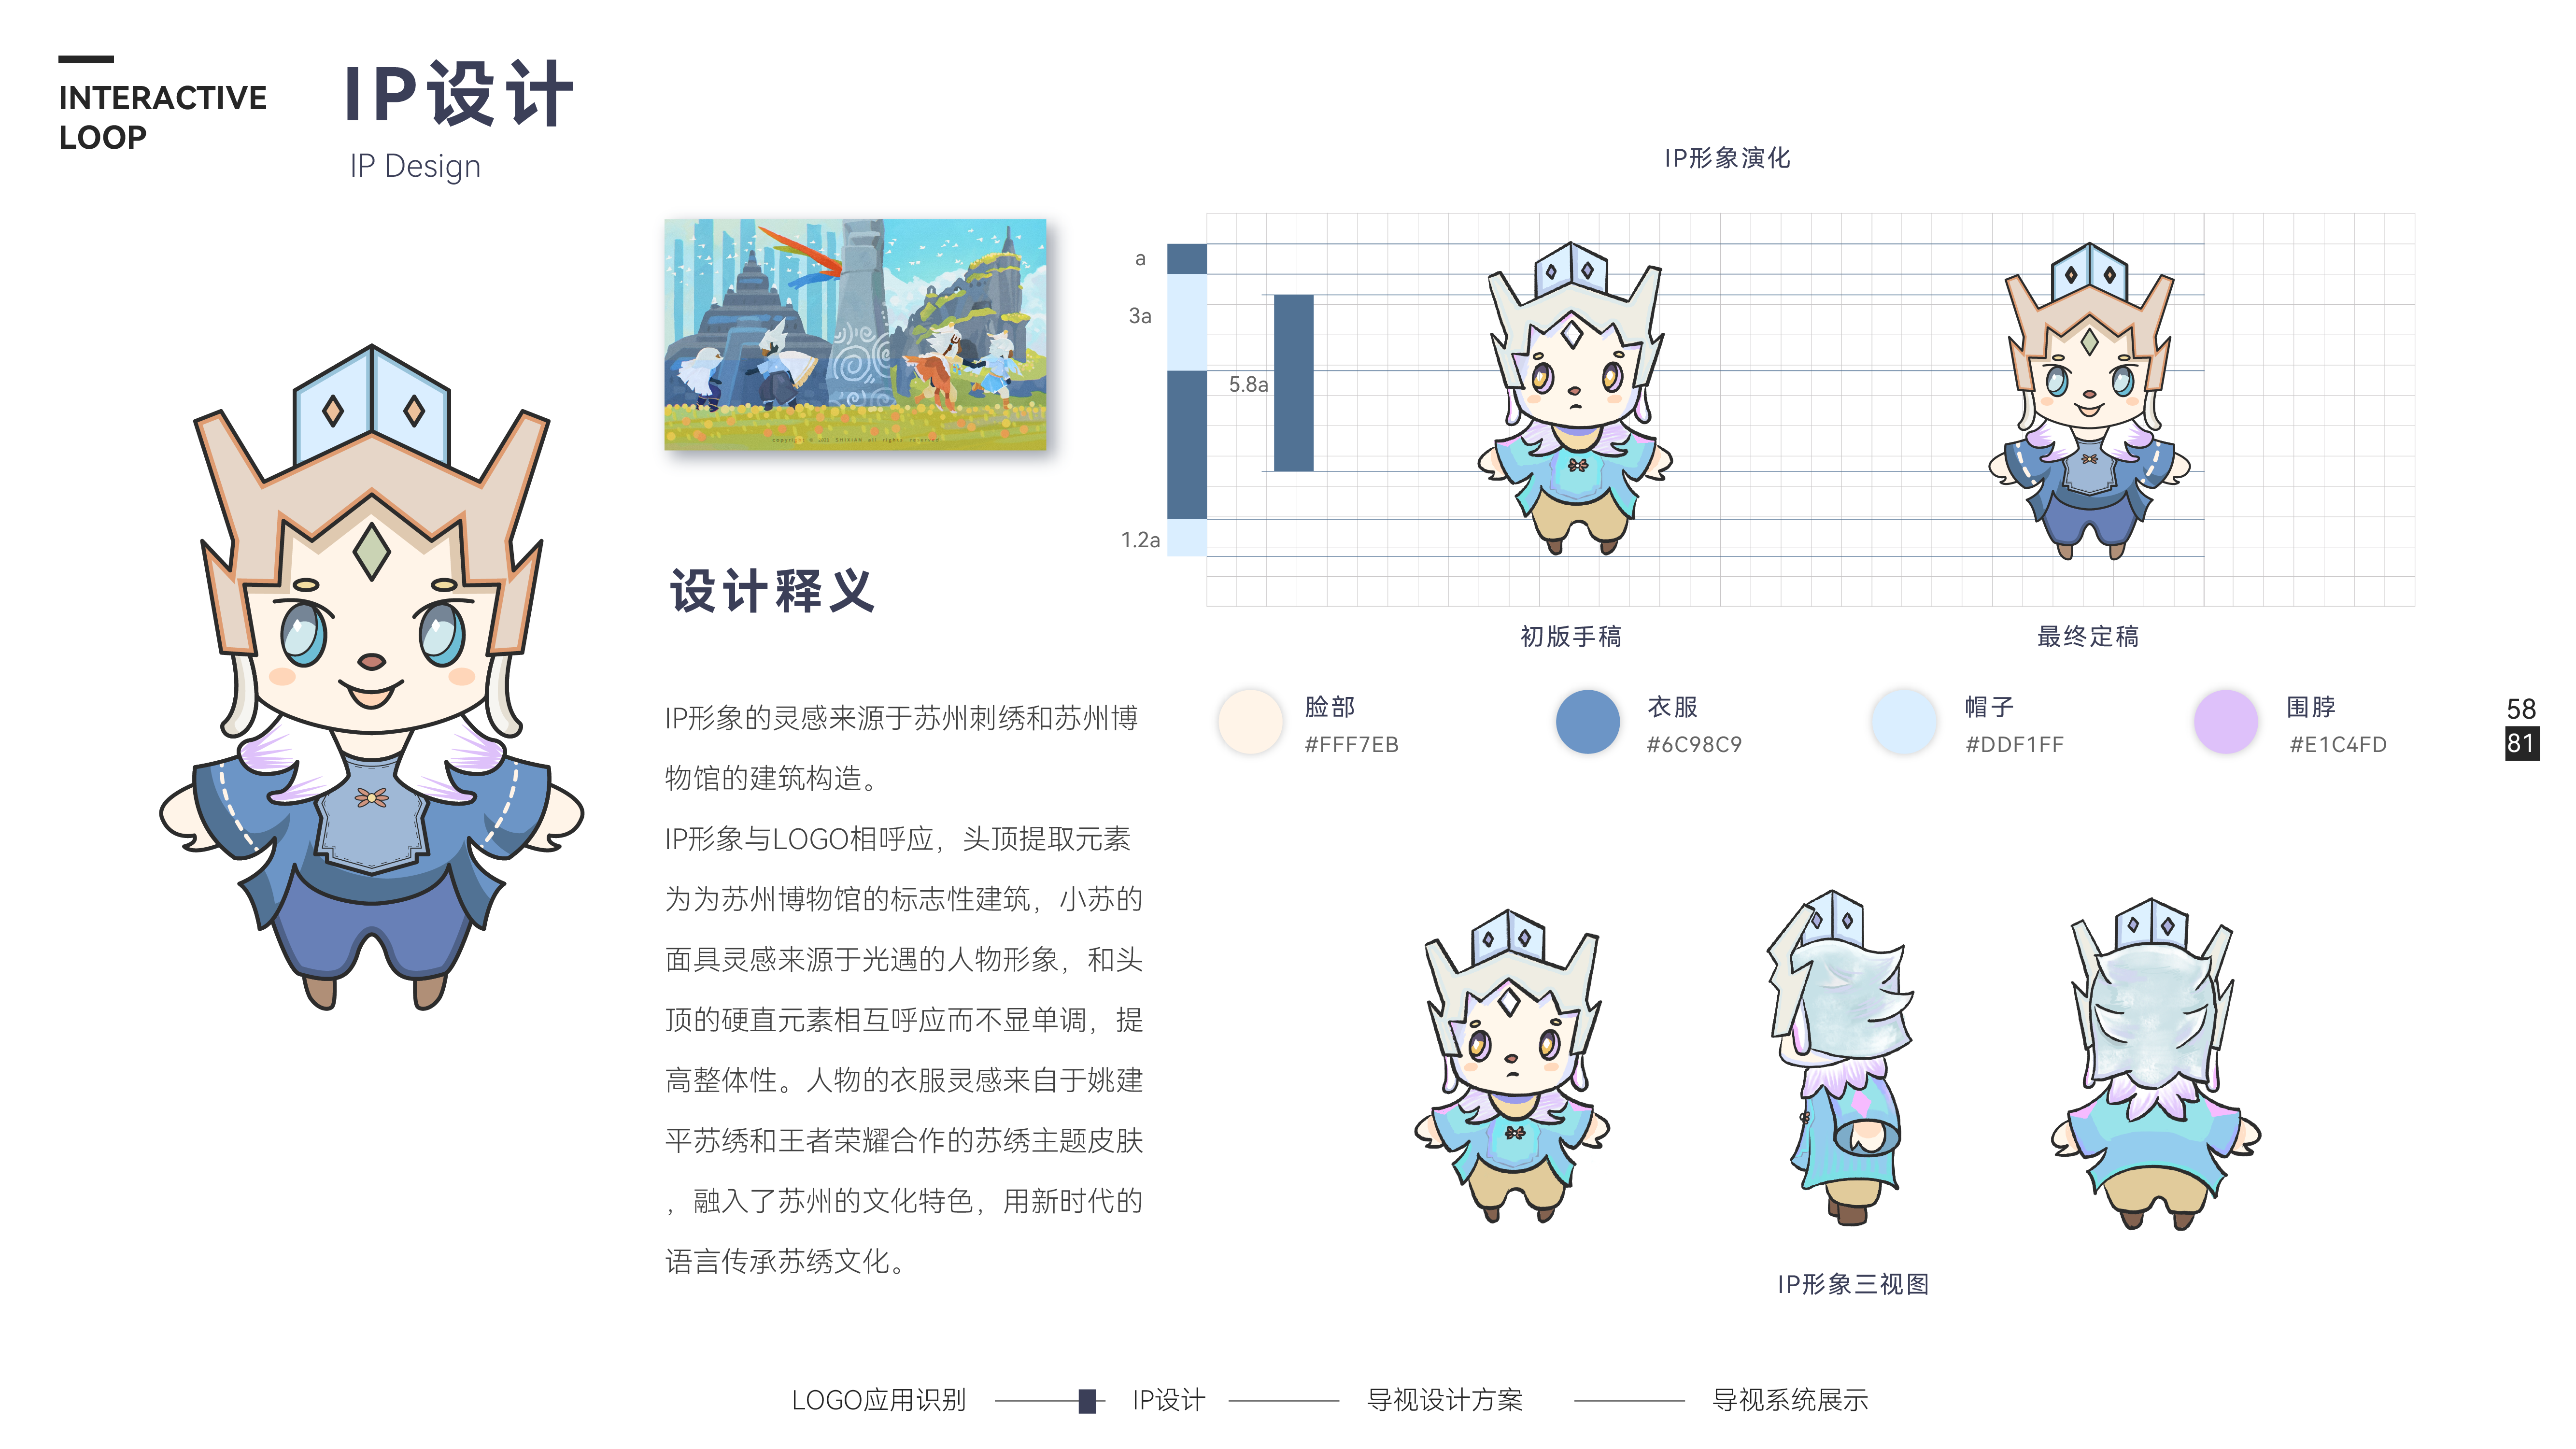 INTERACTIVE
LOOP
IP设计
IP Design
copyright © 2022 SHIXIAN all rights reserved
设计释义
IP形象的灵感来源于苏州刺绣和苏州博
物馆的建筑构造。
IP形象与LOGO相呼应，头顶提取元素
为为苏州博物馆的标志性建筑，小苏的
面具灵感来源于光遇的人物形象，和头
顶的硬直元素相互呼应而不显单调，提
高整体性。人物的衣服灵感来自于姚建
平苏绣和王者荣耀合作的苏绣主题皮肤
，融入了苏州的文化特色，用新时代的
语言传承苏绣文化。
IP形象演化
a
3a
5.8a
1.2a
初版手稿
最终定稿
脸部
#FFF7EB
衣服
#6C98C9
帽子
#DDF1FF
围脖
#E1C4FD
58
81
IP形象三视图
LOGO应用识别
IP设计
导视设计方案
导视系统展示